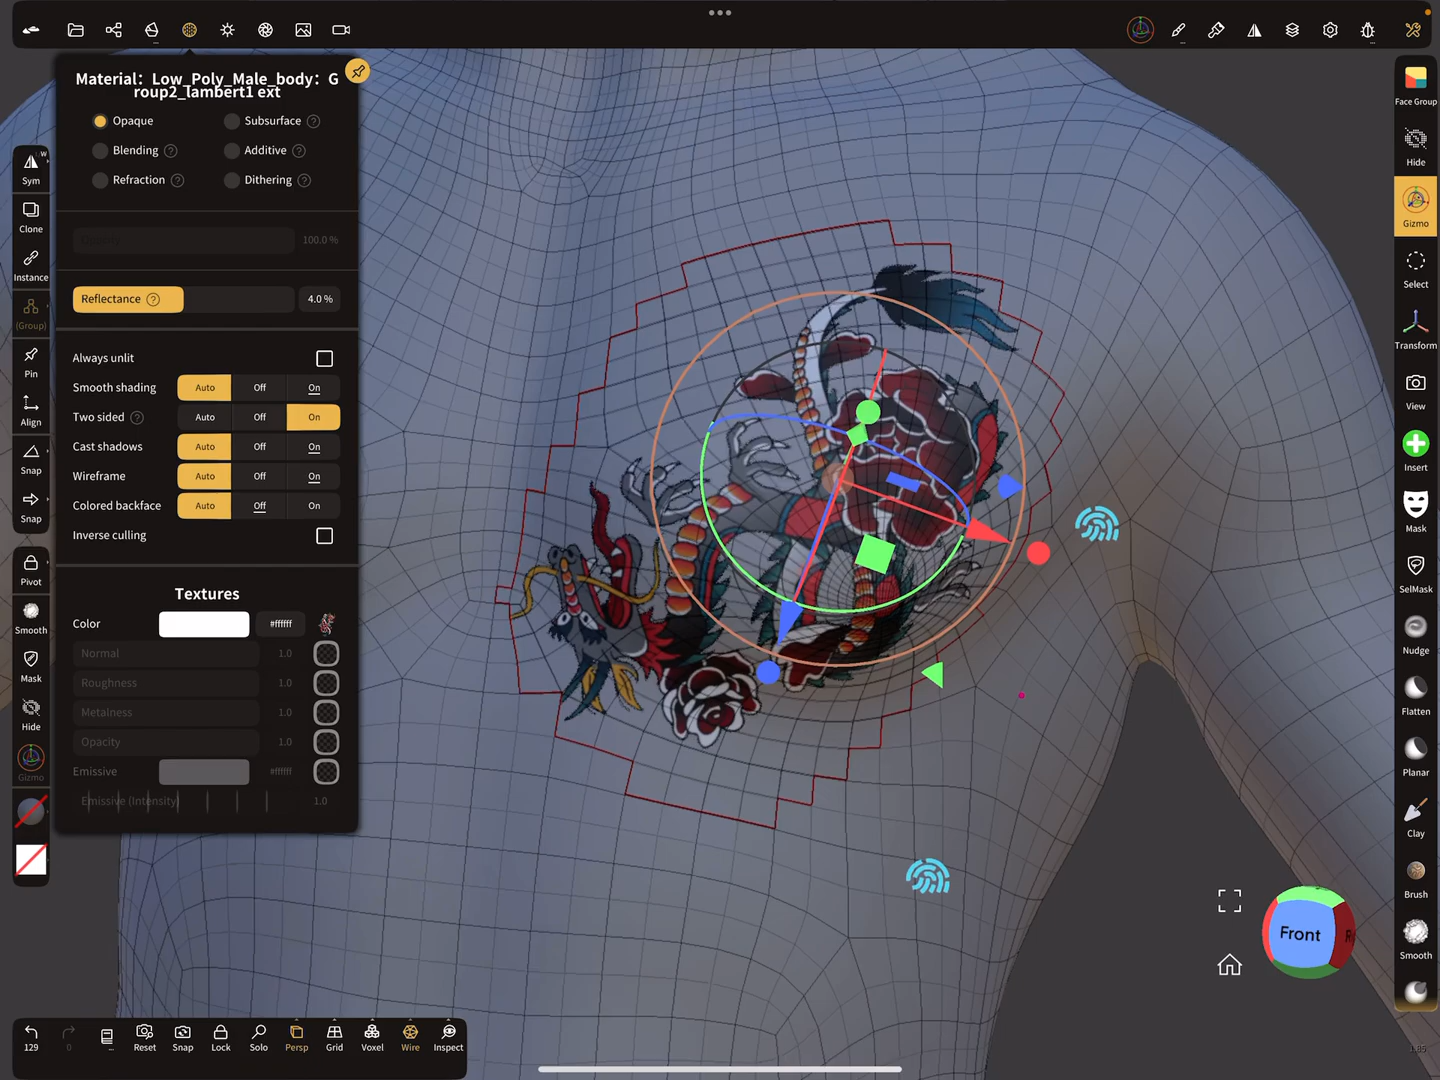 Material: Low_Poly_Male_body: G
roup2_lambert1 ext
Opaque
Subsurface ?
Blending ?
Additive ?
Refraction ?
Dithering ?
100.0 %
Reflectance ?
4.0 %
Always unlit
Smooth shading Auto Off On
Two sided ? Auto Off On
Cast shadows Auto Off On
Wireframe Auto Off On
Colored backface Auto Off On
Inverse culling
Textures
Color #ffffff
Normal 1.0
Roughness 1.0
Metalness 1.0
Opacity 1.0
Emissive #ffffff
Emissive (Intensity) 1.0
W
Sym
Clone
Instance
(Group)
Pin
Align
Snap
Snap
Pivot
Smooth
Mask
Hide
Gizmo
Face Group
Hide
Gizmo
Select
Transform
View
Insert
Mask
SelMask
Nudge
Flatten
Planar
Clay
Brush
Smooth
Front
129
0
...
Reset
Snap
Lock
Solo
Persp
Grid
Voxel
Wire
Inspect